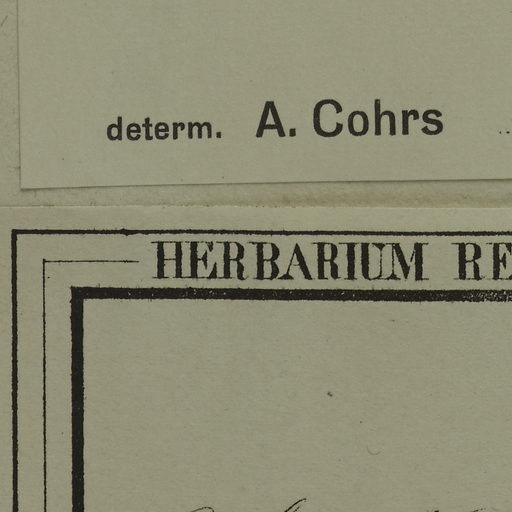 determ. A. Cohrs
HERBARIUM RE